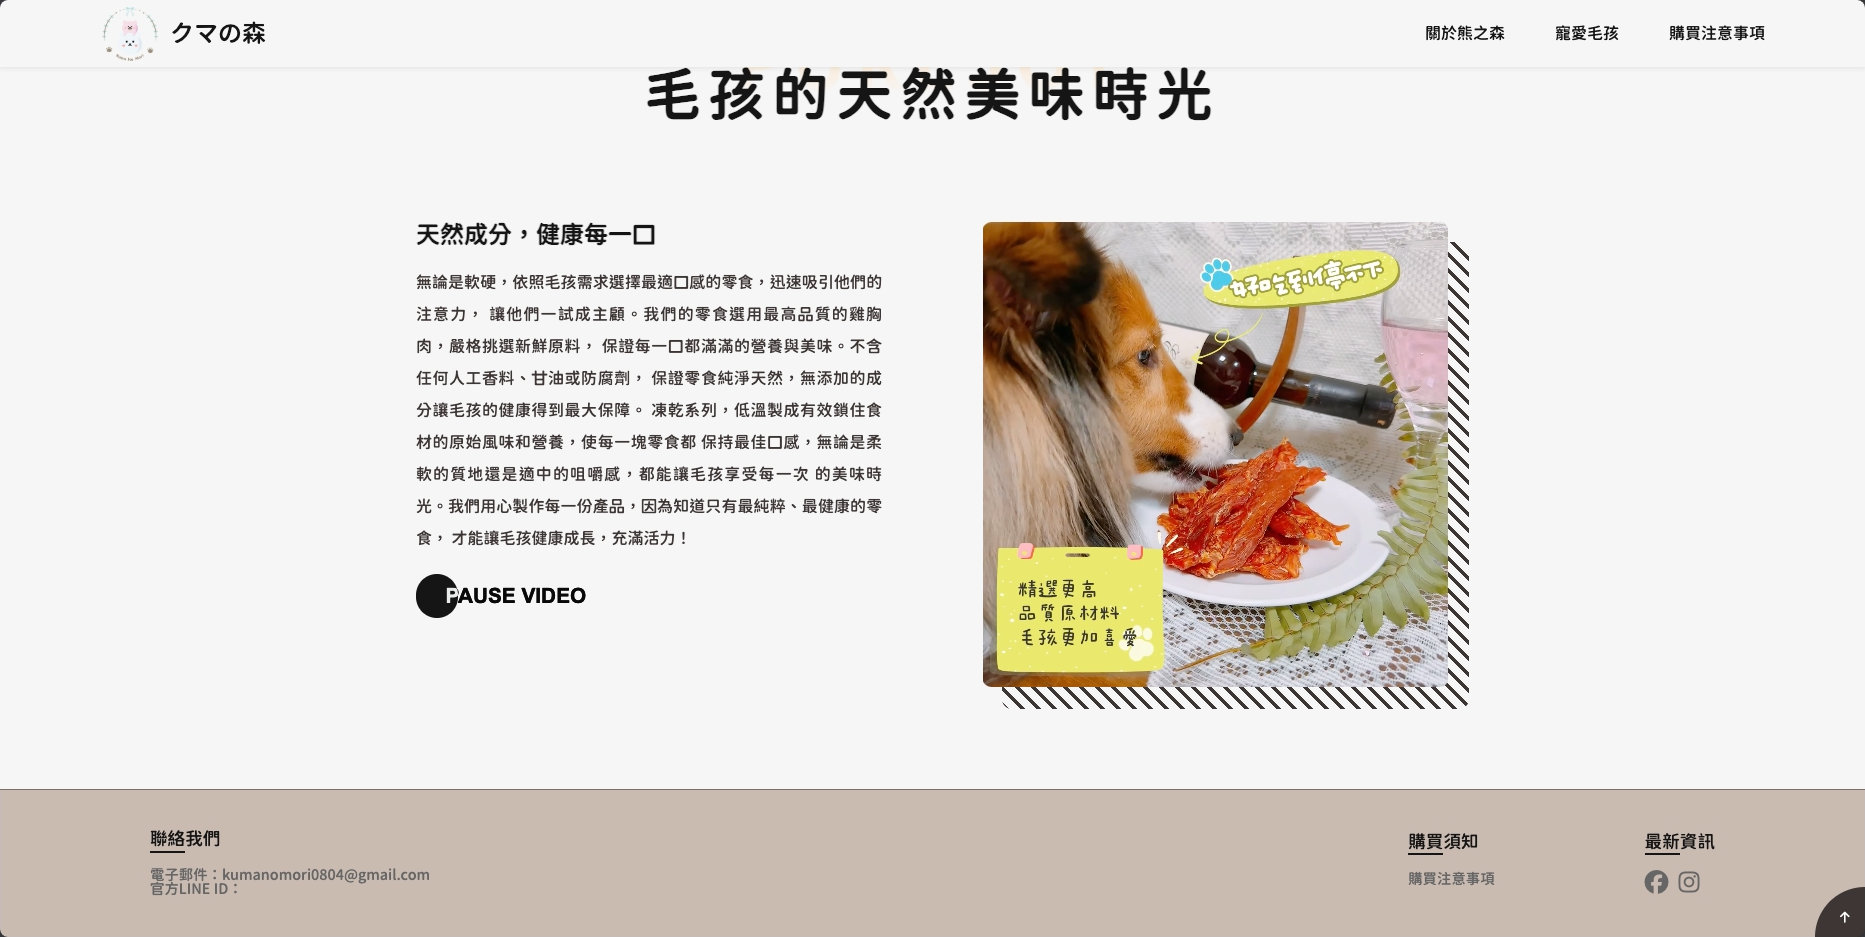 クマの森
關於熊之森
寵愛毛孩
購買注意事項
毛孩的天然美味時光
天然成分，健康每一口
無論是軟硬，依照毛孩需求選擇最適口感的零食，迅速吸引他們的
注意力， 讓他們一試成主顧。我們的零食選用最高品質的雞胸
肉，嚴格挑選新鮮原料， 保證每一口都滿滿的營養與美味。不含
任何人工香料、甘油或防腐劑， 保證零食純淨天然，無添加的成
分讓毛孩的健康得到最大保障。 凍乾系列，低溫製成有效鎖住食
材的原始風味和營養，使每一塊零食都 保持最佳口感，無論是柔
軟的質地還是適中的咀嚼感，都能讓毛孩享受每一次 的美味時
光。我們用心製作每一份產品，因為知道只有最純粹、最健康的零
食， 才能讓毛孩健康成長，充滿活力！
PAUSE VIDEO
好吃到停不下
精選更高
品質原材料
毛孩更加喜愛
聯絡我們
電子郵件：kumanomori0804@gmail.com
官方LINE ID：
購買須知
購買注意事項
最新資訊